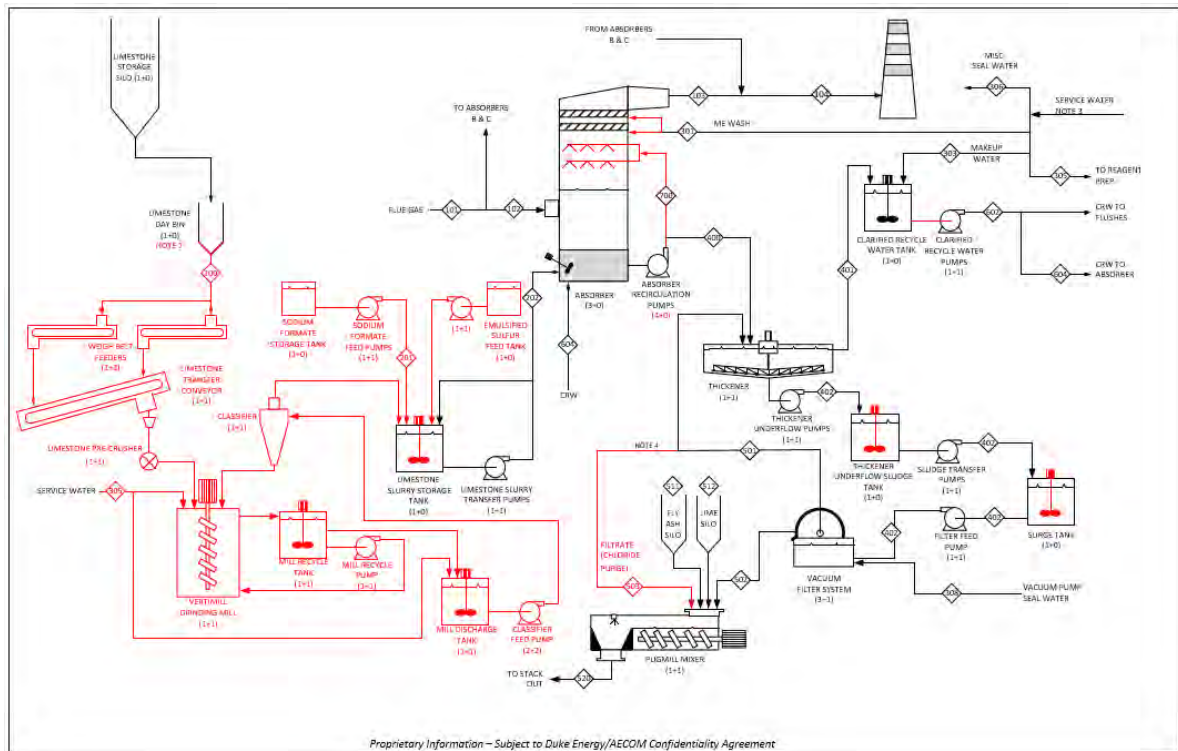 LIMESTONE
STORAGE
SILO (1+0)
FROM ABSORBERS
B & C
MISC
SEAL WATER
306
SERVICE WATER
NOTE 3
TO ABSORBERS
B & C
103
104
ME WASH
301
MAKEUP
WATER
303
305
TO REAGENT
PREP
FLUE GAS
101
102
700
400
401
CLARIFIED RECYCLE
WATER TANK
(1+0)
CLARIFIED
RECYCLE WATER
PUMPS
(1+1)
602
CRW TO
FLUSHES
604
CRW TO
ABSORBER
LIMESTONE
DAY BIN
(1+0)
200
ABSORBER
(3+0)
ABSORBER
RECIRCULATION
PUMPS
(4+0)
202
604
CRW
SODIUM
FORMATE
STORAGE TANK
(1+0)
SODIUM
FORMATE
FEED PUMPS
(1+1)
201
(1+1)
EMULSIFIED
SULFUR
FEED TANK
(1+0)
WEIGH BELT
FEEDERS
LIMESTONE
TRANSFER
CONVEYOR
(1+1)
CLASSIFIER
(1+1)
LIMESTONE PRE-CRUSHER
(1+1)
THICKENER
(1+1)
THICKENER
UNDERFLOW PUMPS
(1+1)
402
THICKENER
UNDERFLOW SLUDGE
TANK
(1+0)
402
SLUDGE TRANSFER
PUMPS
(1+1)
SURGE TANK
(1+0)
402
FILTER FEED
PUMP
(1+1)
402
NOTE 4
501
LIMESTONE
SLURRY STORAGE
TANK
(1+0)
LIMESTONE SLURRY
TRANSFER PUMPS
(1+1)
SERVICE WATER
305
511
512
FLY
ASH
SILO
LIME
SILO
FILTRATE
(CHLORIDE
PURGE)
503
502
VACUUM
FILTER SYSTEM
(3+1)
308
VACUUM PUMP
SEAL WATER
VERTIMILL
GRINDING MILL
(1+1)
MILL RECYCLE
TANK
(1+1)
MILL RECYCLE
PUMP
(1+1)
MILL DISCHARGE
TANK
CLASSIFIER
FEED PUMP
(2+2)
PUGMILL MIXER
(1+1)
TO STACK
OUT
520
Proprietary Information – Subject to Duke Energy/AECOM Confidentiality Agreement